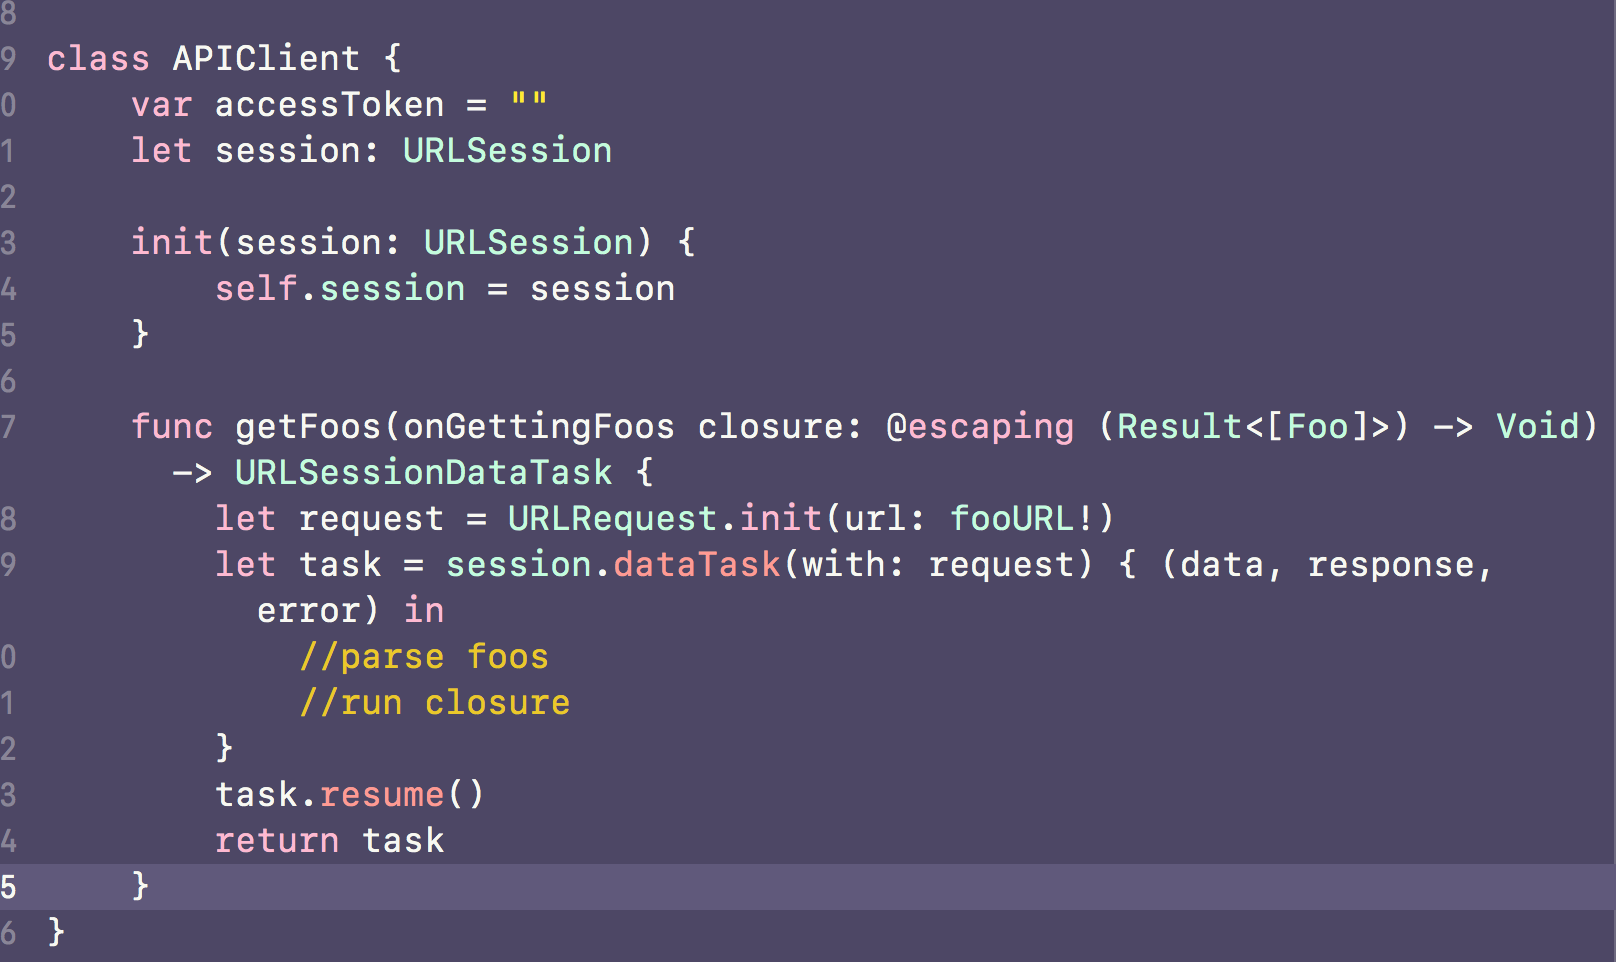 8
9 class APIClient {
0 var accessToken = ""
1 let session: URLSession
2
3 init(session: URLSession) {
4 self.session = session
5 }
6
7 func getFoos(onGettingFoos closure: @escaping (Result<[Foo]>) -> Void)
-> URLSessionDataTask {
8 let request = URLRequest.init(url: fooURL!)
9 let task = session.dataTask(with: request) { (data, response,
error) in
0 //parse foos
1 //run closure
2 }
3 task.resume()
4 return task
5 }
6 }